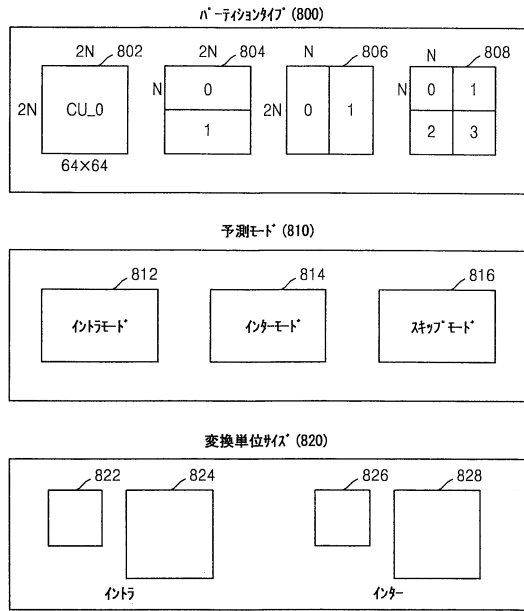 パーティションタイプ(800)
2N 802 2N 804 N 806 N 808
2N CU_0 N 0 2N 0 1 N 0 1
1 2 3
64×64
予測モード(810)
812 814 816
イントラモード インターモード スキップモード
変換単位サイズ(820)
822 824 826 828
イントラ インター